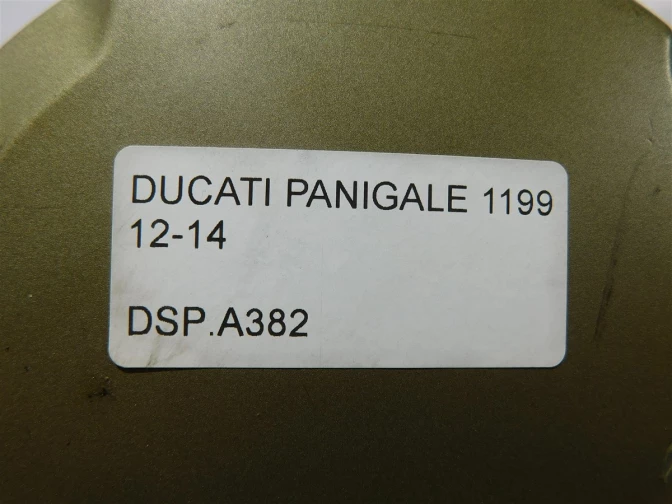 DUCATI PANIGALE 1199
12-14
DSP.A382